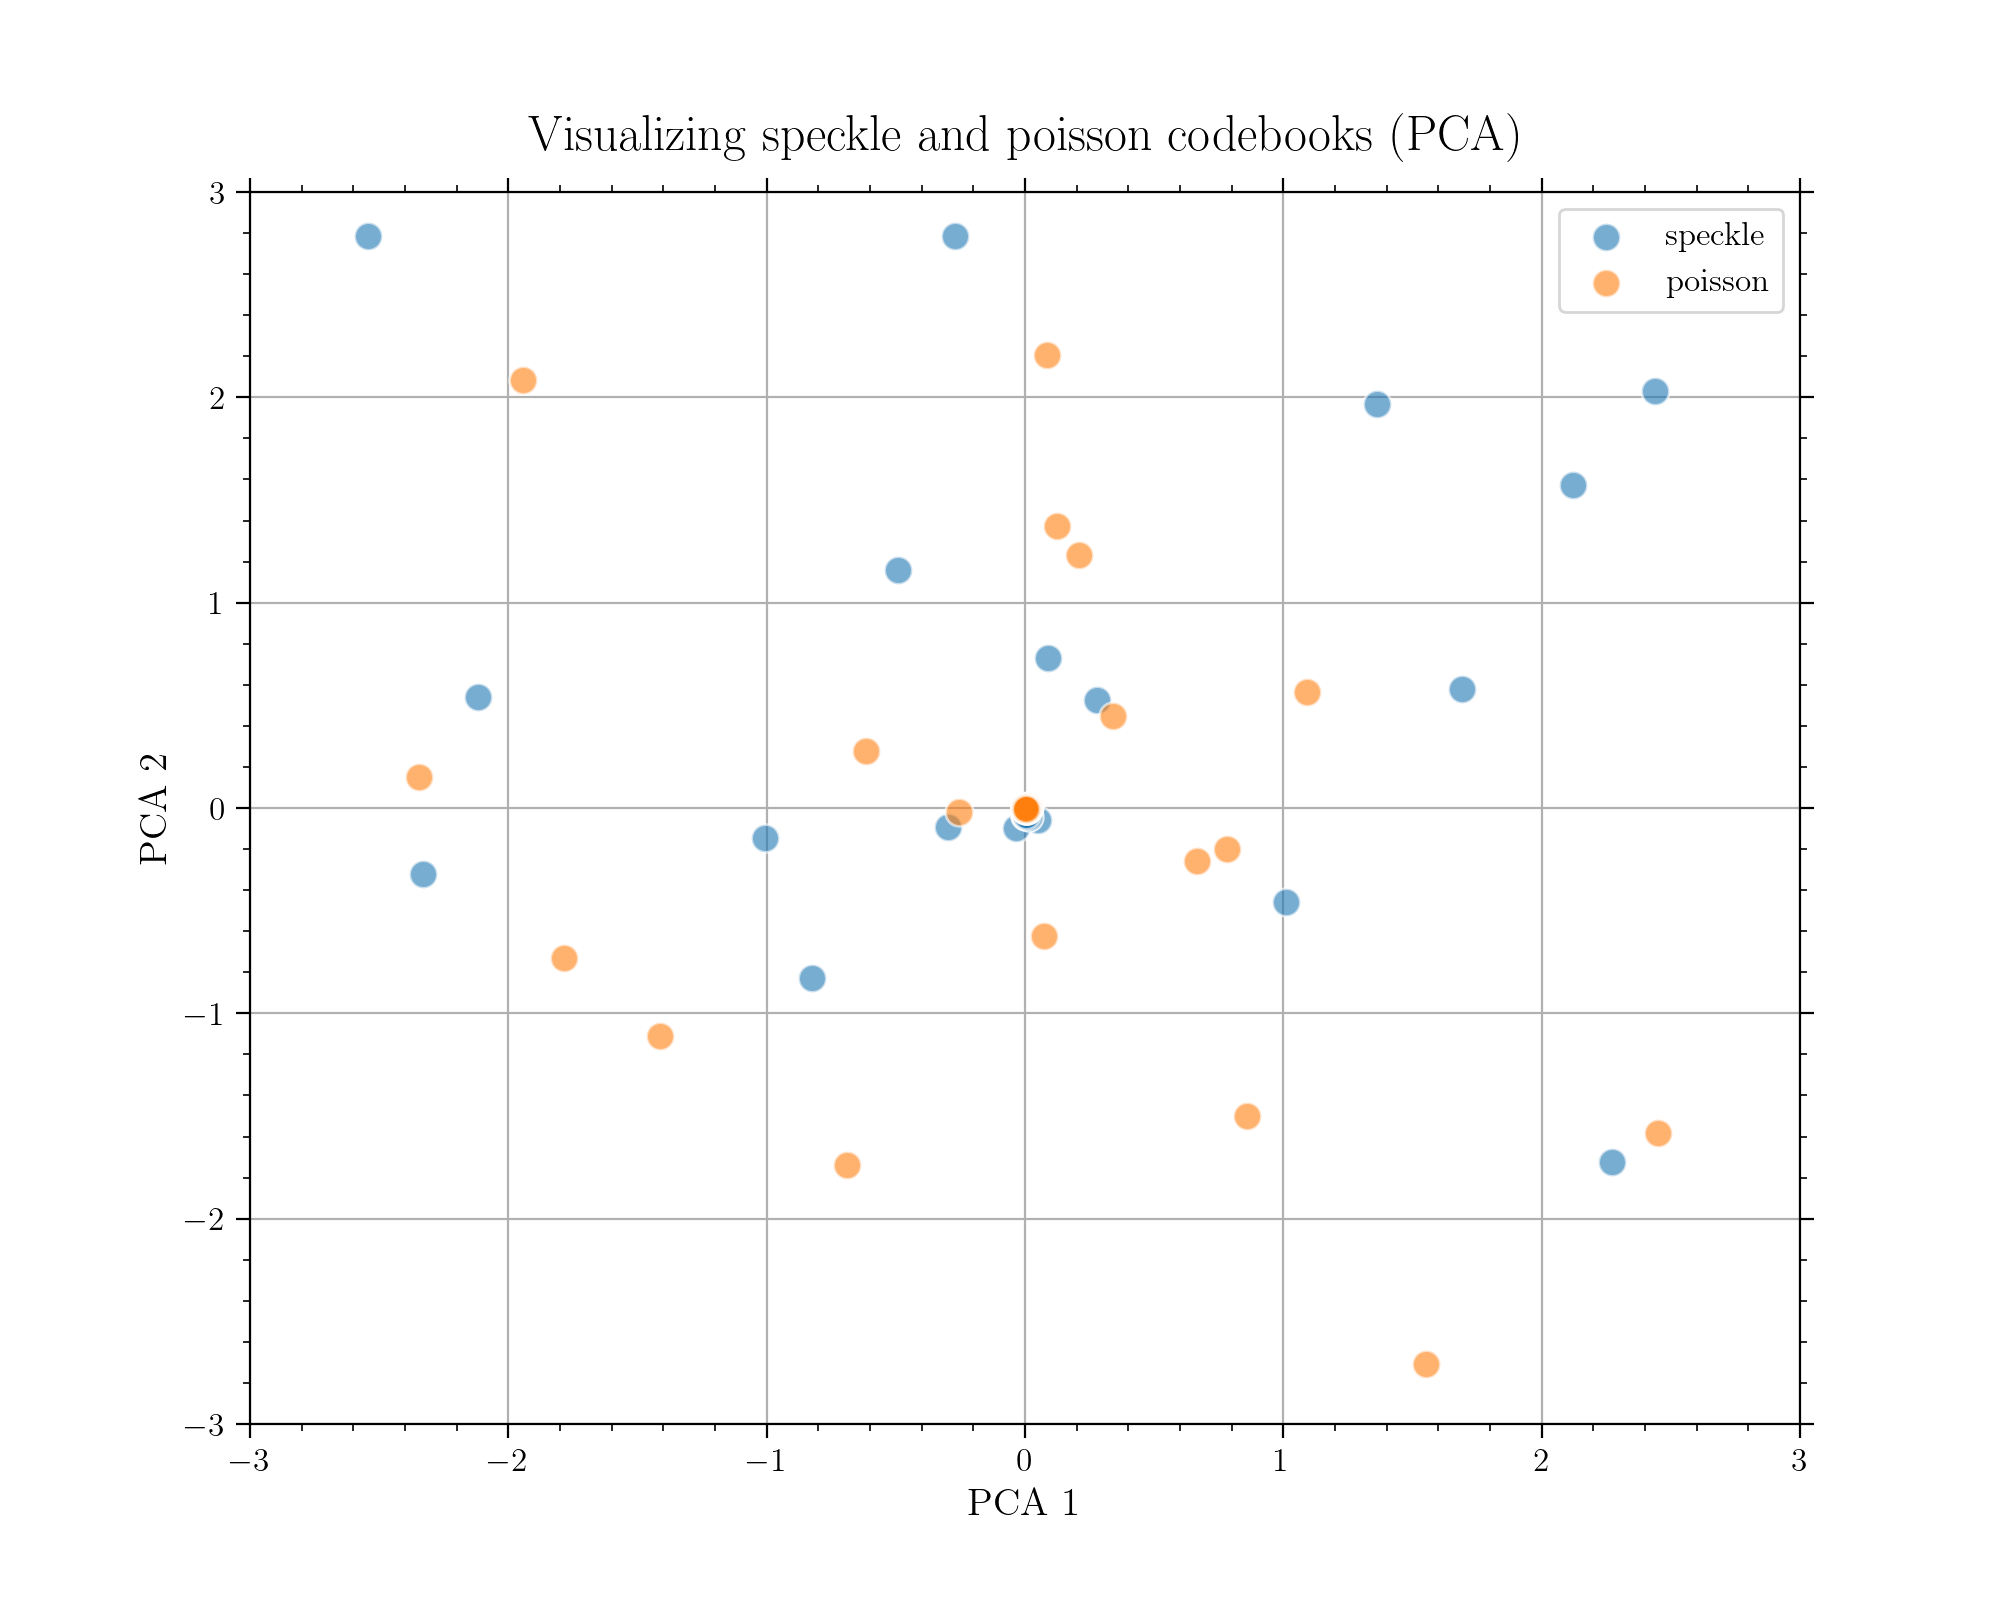 Visualizing speckle and poisson codebooks (PCA)
speckle
poisson
3
2
1
0
−1
−2
−3
PCA 2
−3 −2 −1 0 1 2 3
PCA 1